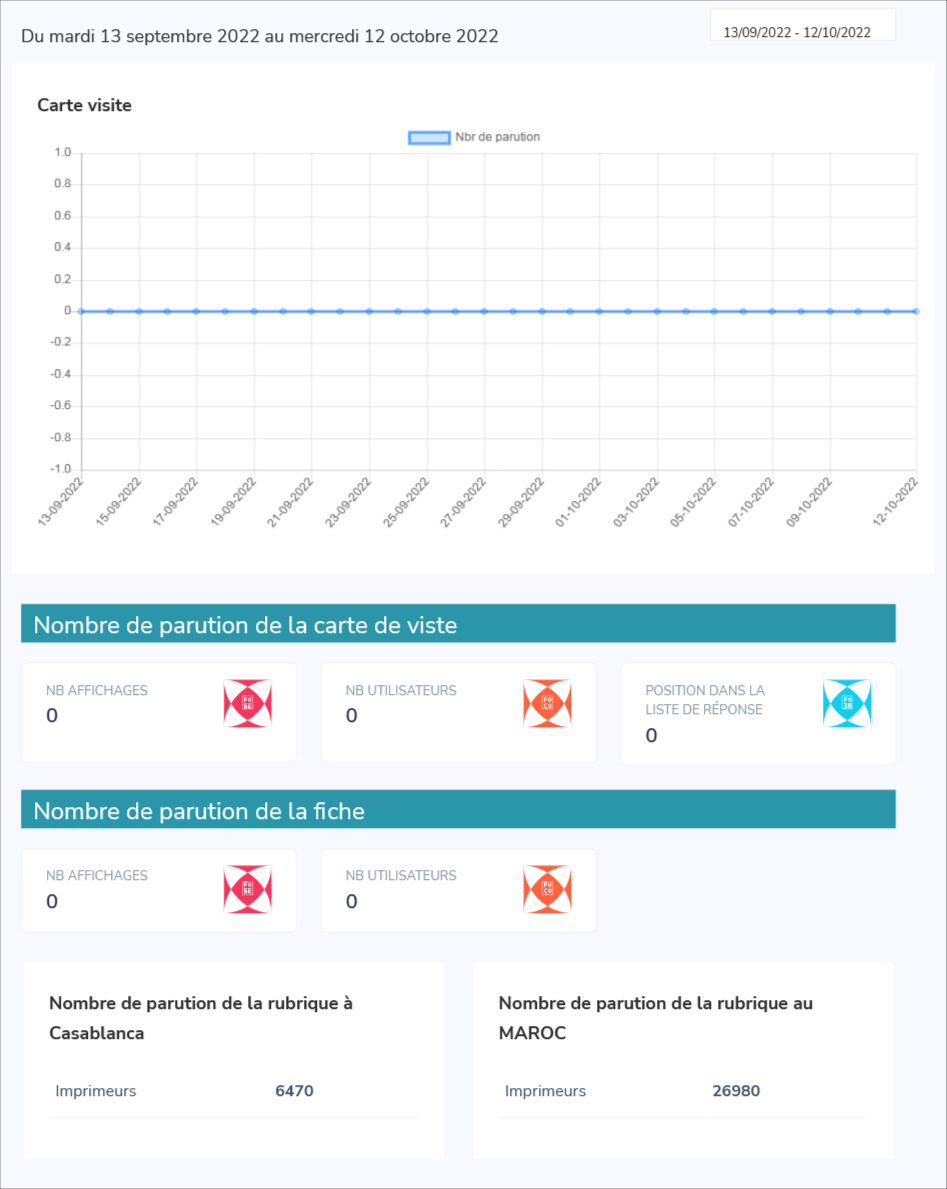 Du mardi 13 septembre 2022 au mercredi 12 octobre 2022
13/09/2022 - 12/10/2022
Carte visite
Nbr de parution
1.0
0.8
0.6
0.4
0.2
0
-0.2
-0.4
-0.6
-0.8
-1.0
13-09-2022
15-09-2022
17-09-2022
19-09-2022
21-09-2022
23-09-2022
25-09-2022
27-09-2022
29-09-2022
01-10-2022
03-10-2022
05-10-2022
07-10-2022
09-10-2022
12-10-2022
Nombre de parution de la carte de viste
NB AFFICHAGES
0
NB UTILISATEURS
0
POSITION DANS LA
LISTE DE RÉPONSE
0
Nombre de parution de la fiche
NB AFFICHAGES
0
NB UTILISATEURS
0
Nombre de parution de la rubrique à
Casablanca
Imprimeurs 6470
Nombre de parution de la rubrique au
MAROC
Imprimeurs 26980